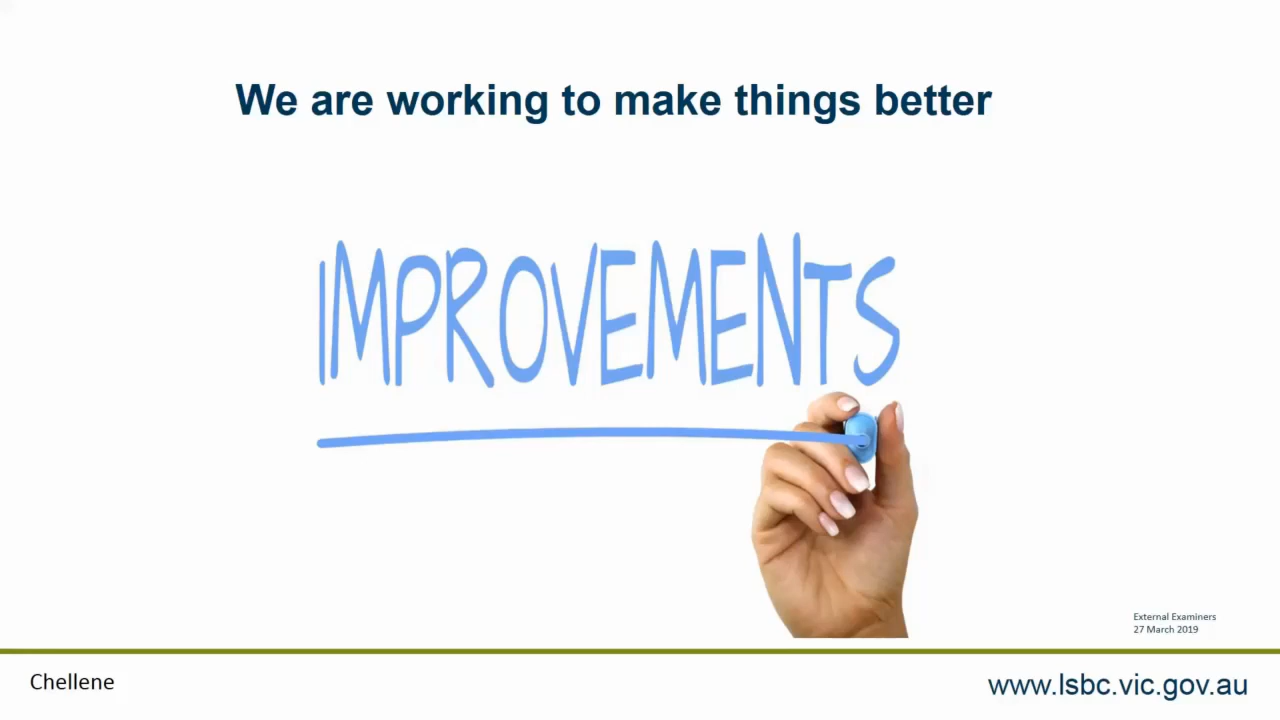 We are working to make things better
IMPROVEMENTS
External Examiners
27 March 2019
Chellene
www.lsbc.vic.gov.au